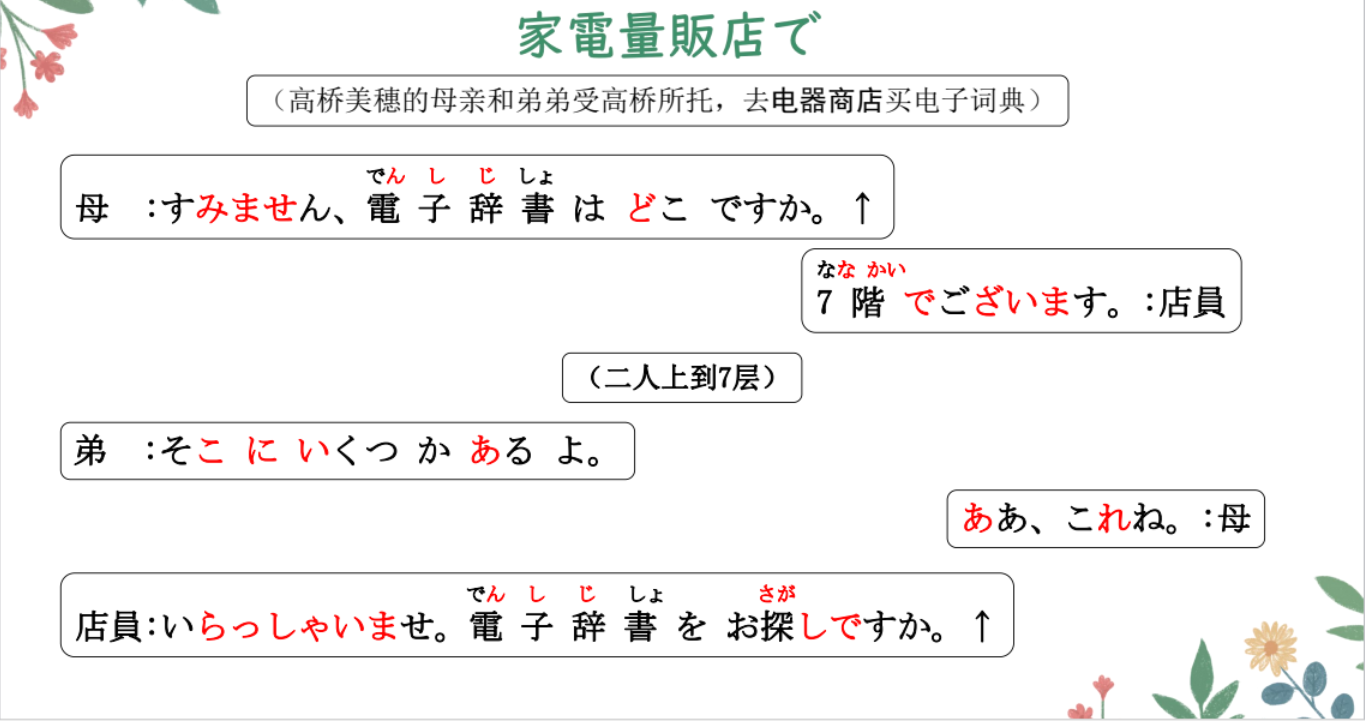 家電量販店で
（高桥美穗的母亲和弟弟受高桥所托，去电器商店买电子词典）
でん し じ しょ
母 ：すみません、電子辞書 は どこ ですか。↑
なな かい
7 階 でございます。：店員
（二人上到7层）
弟 ：そこ に いくつ か ある よ。
ああ、これね。：母
でん し じ しょ さが
店員：いらっしゃいませ。電子辞書 を お探しですか。↑